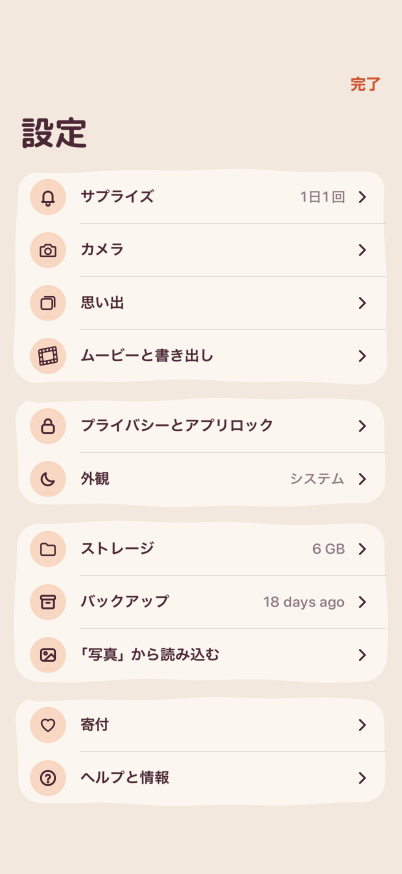 完了
設定
サプライズ 1日1回
カメラ
思い出
ムービーと書き出し
プライバシーとアプリロック
外観 システム
ストレージ 6 GB
バックアップ 18 days ago
「写真」から読み込む
寄付
ヘルプと情報